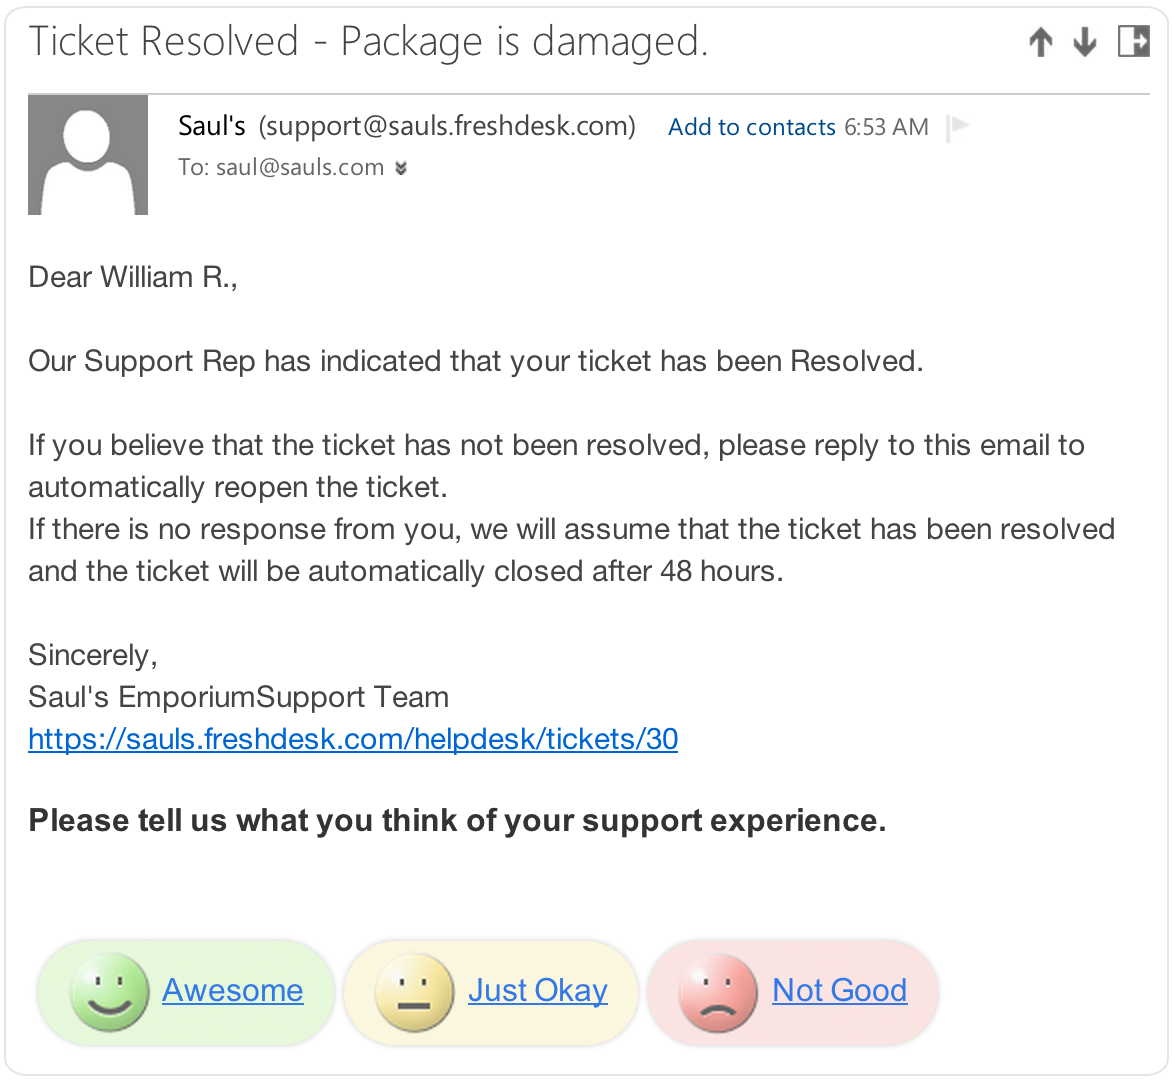 Ticket Resolved - Package is damaged.
Saul's (support@sauls.freshdesk.com) Add to contacts 6:53 AM
To: saul@sauls.com
Dear William R.,
Our Support Rep has indicated that your ticket has been Resolved.
If you believe that the ticket has not been resolved, please reply to this email to
automatically reopen the ticket.
If there is no response from you, we will assume that the ticket has been resolved
and the ticket will be automatically closed after 48 hours.
Sincerely,
Saul's EmporiumSupport Team
https://sauls.freshdesk.com/helpdesk/tickets/30
Please tell us what you think of your support experience.
Awesome Just Okay Not Good